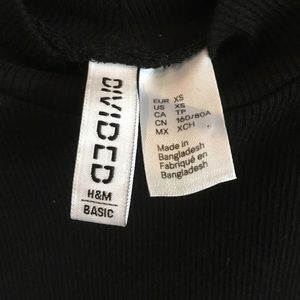 DIVIDED
H&M
BASIC
EUR XS
US XS
CA TP
CN 160/80A
MX XCH
Made in
Bangladesh
Fabriqué en
Bangladesh